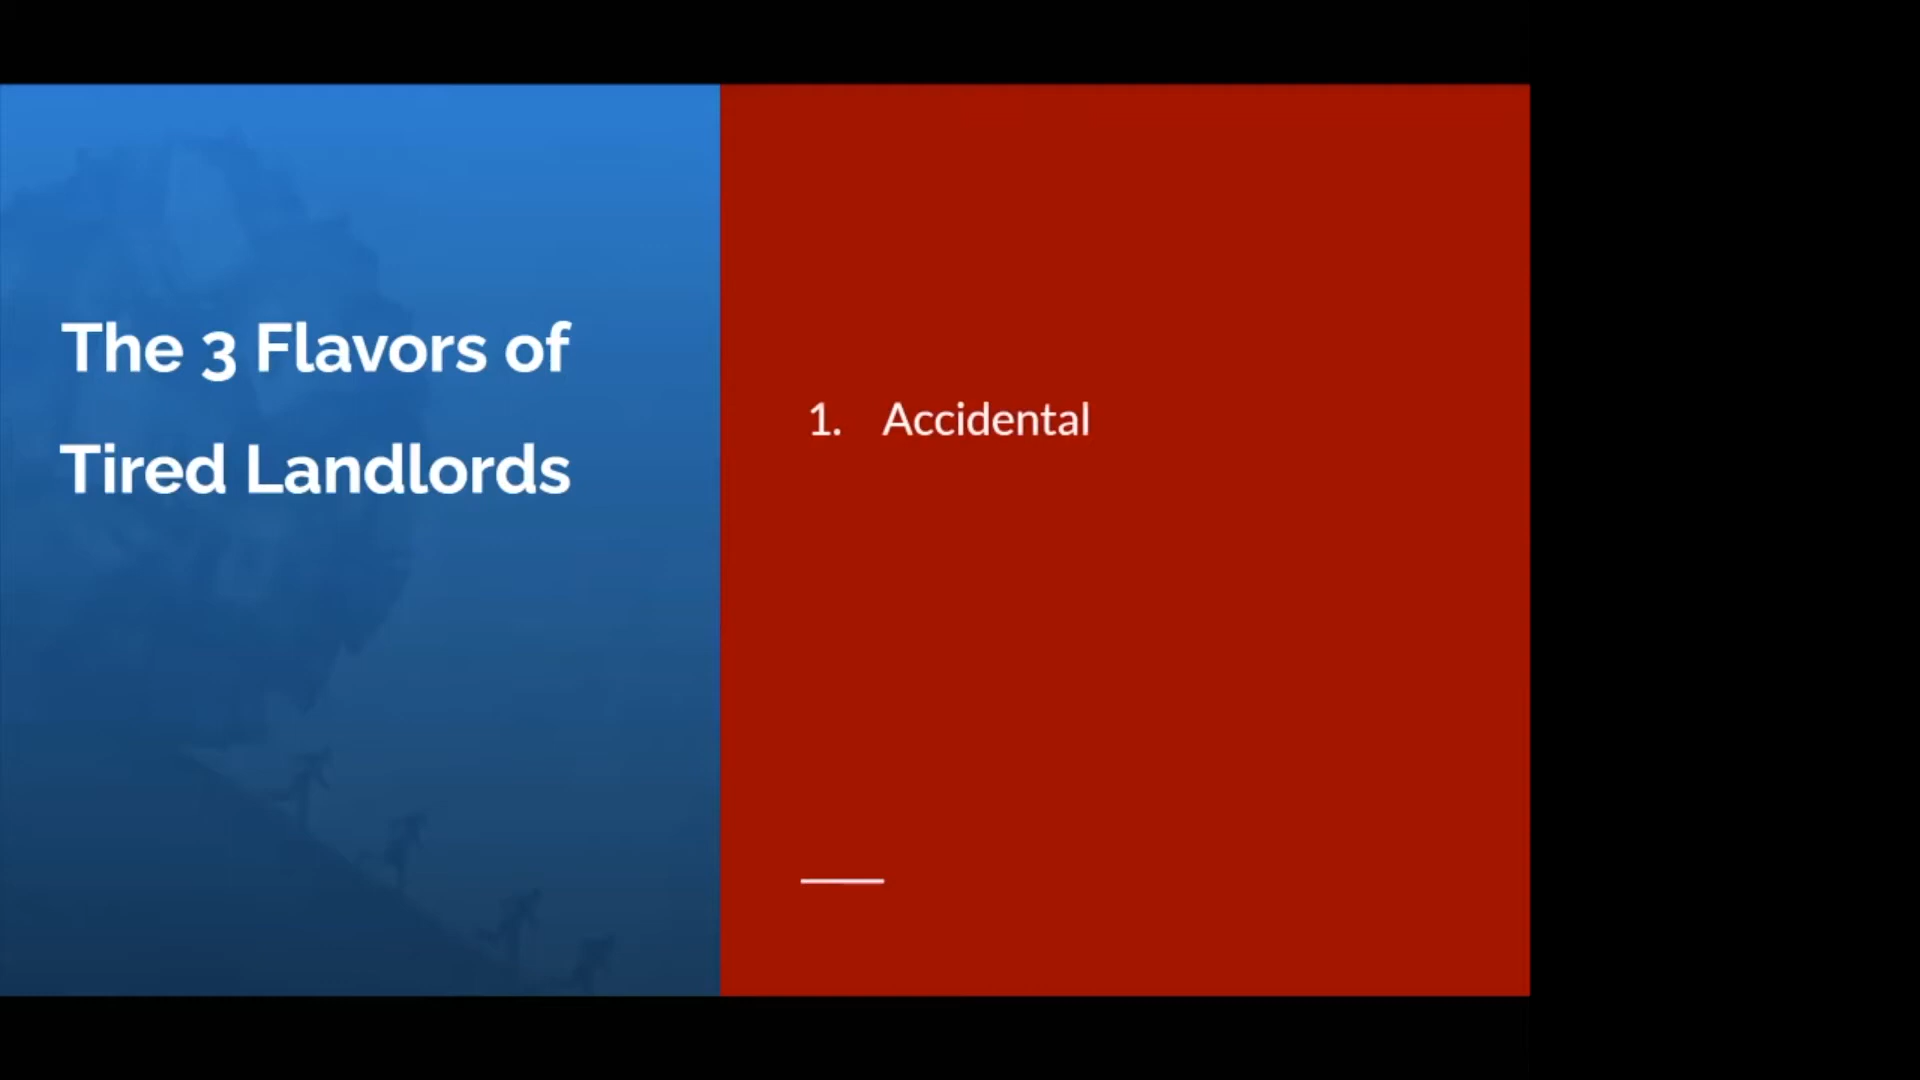 The 3 Flavors of
Tired Landlords
1. Accidental